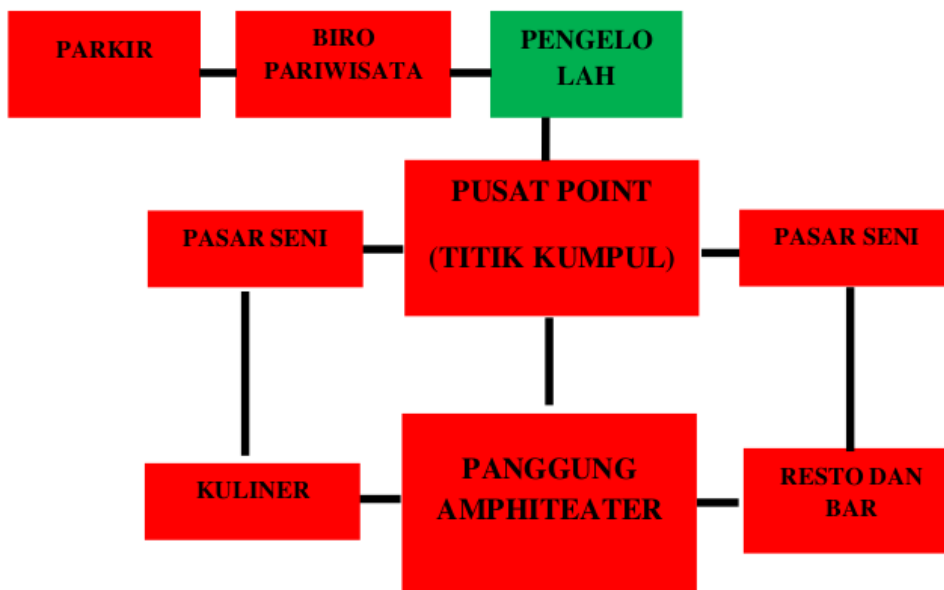 PARKIR
BIRO
PARIWISATA
PENGELO
LAH
PUSAT POINT
(TITIK KUMPUL)
PASAR SENI
PASAR SENI
KULINER
PANGGUNG
AMPHITEATER
RESTO DAN
BAR